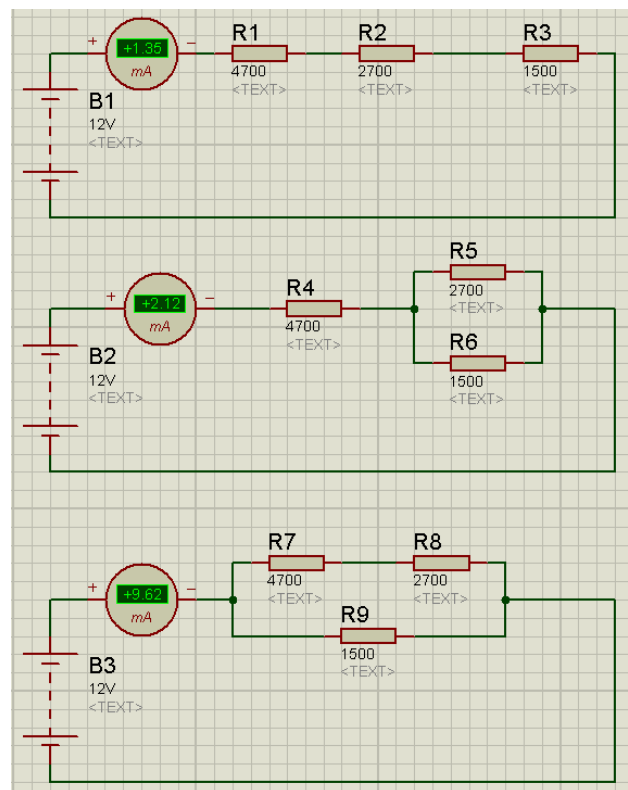 + +1.35 − R1 R2 R3
mA 4700 2700 1500
B1 <TEXT> <TEXT> <TEXT>
12V
<TEXT>
R5
+ +2.12 − R4 2700
mA 4700 <TEXT>
B2 <TEXT> R6
12V 1500
<TEXT> <TEXT>
R7 R8
+ +9.62 − 4700 2700
mA <TEXT> <TEXT>
R9
B3 1500
12V <TEXT>
<TEXT>